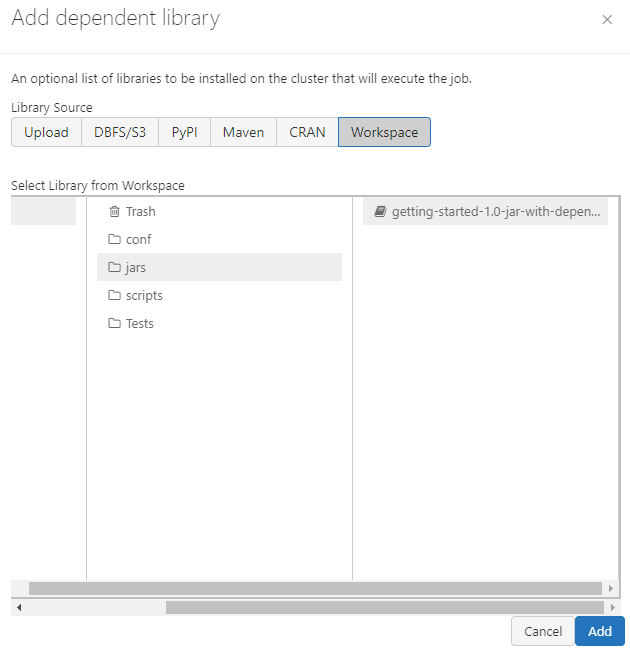 Add dependent library
An optional list of libraries to be installed on the cluster that will execute the job.
Library Source
Upload DBFS/S3 PyPI Maven CRAN Workspace
Select Library from Workspace
Trash
conf
jars
scripts
Tests
getting-started-1.0-jar-with-depen...
Cancel Add